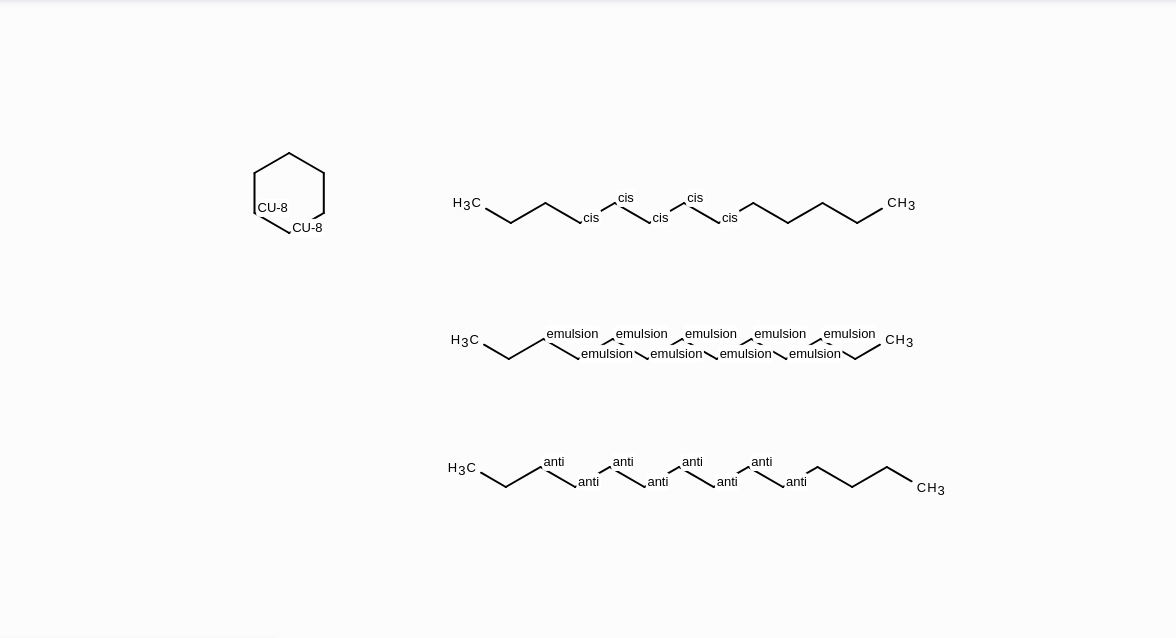 CU-8
CU-8
H3C cis cis CH3
cis cis cis
H3C emulsion emulsion emulsion emulsion emulsion CH3
emulsion emulsion emulsion emulsion
H3C anti anti anti anti
anti anti anti anti CH3